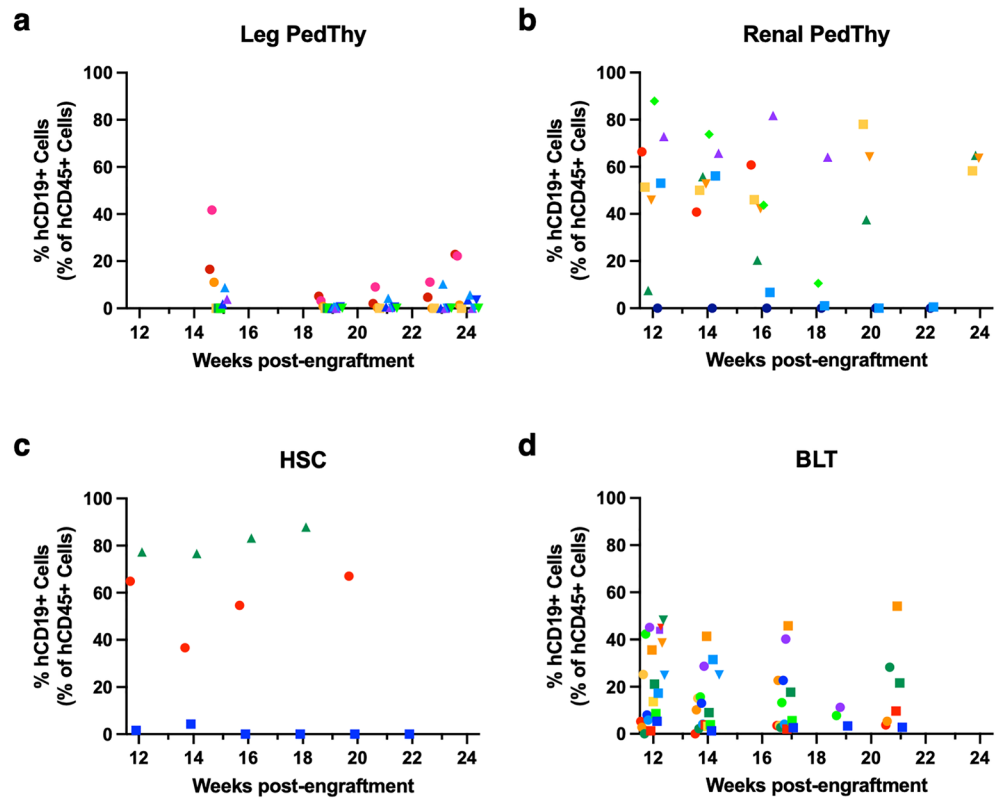 a
Leg PedThy
% hCD19+ Cells
(% of hCD45+ Cells)
100
80
60
40
20
0
12 14 16 18 20 22 24
Weeks post-engraftment
b
Renal PedThy
% hCD19+ Cells
(% of hCD45+ Cells)
100
80
60
40
20
0
12 14 16 18 20 22 24
Weeks post-engraftment
c
HSC
% hCD19+ Cells
(% of hCD45+ Cells)
100
80
60
40
20
0
12 14 16 18 20 22 24
Weeks post-engraftment
d
BLT
% hCD19+ Cells
(% of hCD45+ Cells)
100
80
60
40
20
0
12 14 16 18 20 22 24
Weeks post-engraftment